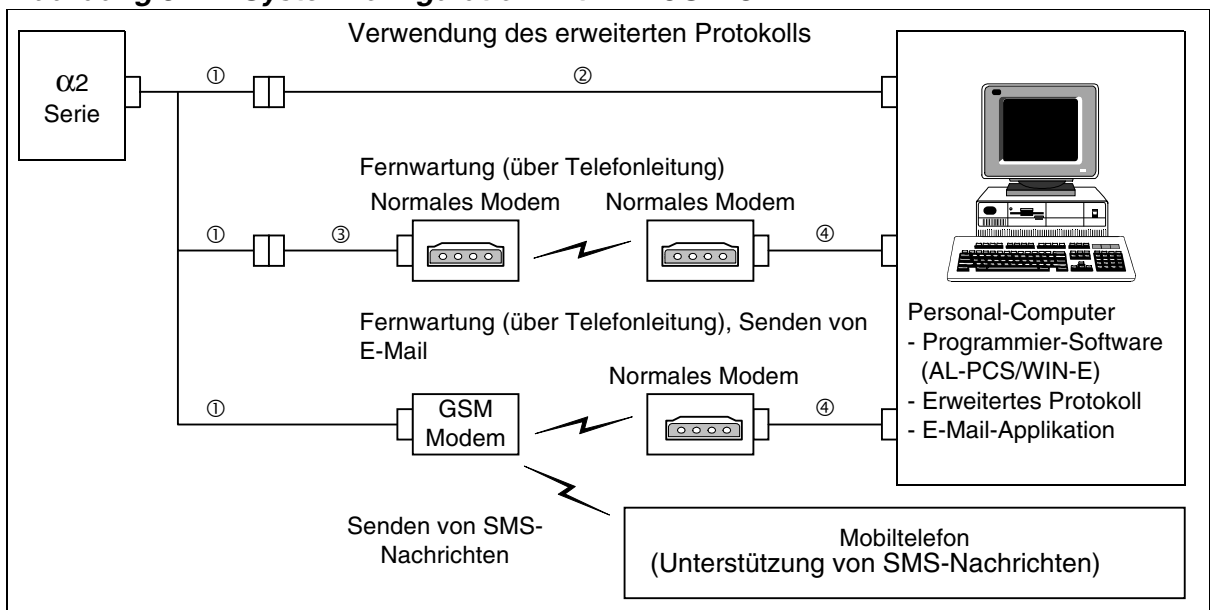 Verwendung des erweiterten Protokolls
α2
Serie
①
②
Fernwartung (über Telefonleitung)
Normales Modem
Normales Modem
①
③
④
Fernwartung (über Telefonleitung), Senden von
E-Mail
Normales Modem
①
GSM
Modem
④
Personal-Computer
- Programmier-Software
(AL-PCS/WIN-E)
- Erweitertes Protokoll
- E-Mail-Applikation
Senden von SMS-
Nachrichten
Mobiltelefon
(Unterstützung von SMS-Nachrichten)